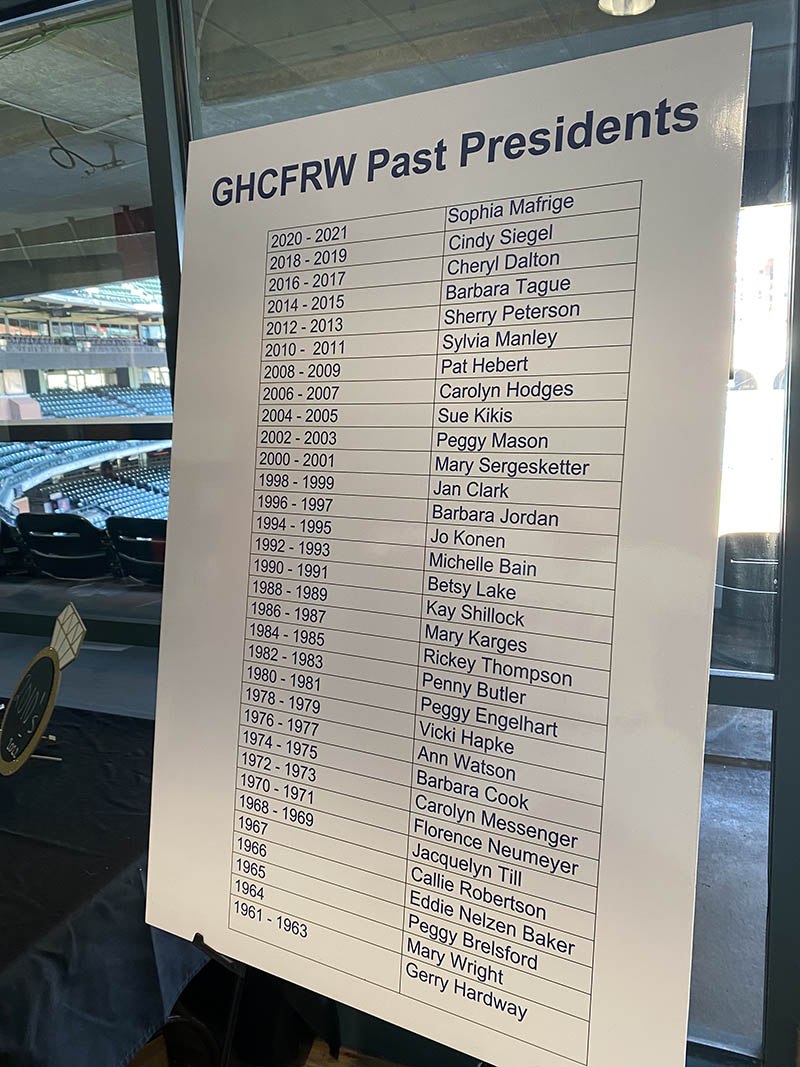 GHCFRW Past Presidents
2020 - 2021 Sophia Mafrige
2018 - 2019 Cindy Siegel
2016 - 2017 Cheryl Dalton
2014 - 2015 Barbara Tague
2012 - 2013 Sherry Peterson
2010 - 2011 Sylvia Manley
2008 - 2009 Pat Hebert
2006 - 2007 Carolyn Hodges
2004 - 2005 Sue Kikis
2002 - 2003 Peggy Mason
2000 - 2001 Mary Sergesketter
1998 - 1999 Jan Clark
1996 - 1997 Barbara Jordan
1994 - 1995 Jo Konen
1992 - 1993 Michelle Bain
1990 - 1991 Betsy Lake
1988 - 1989 Kay Shillock
1986 - 1987 Mary Karges
1984 - 1985 Rickey Thompson
1982 - 1983 Penny Butler
1980 - 1981 Peggy Engelhart
1978 - 1979 Vicki Hapke
1976 - 1977 Ann Watson
1974 - 1975 Barbara Cook
1972 - 1973 Carolyn Messenger
1970 - 1971 Florence Neumeyer
1968 - 1969 Jacquelyn Till
1967 Callie Robertson
1966 Eddie Nelzen Baker
1965 Peggy Brelsford
1964 Mary Wright
1961 - 1963 Gerry Hardway